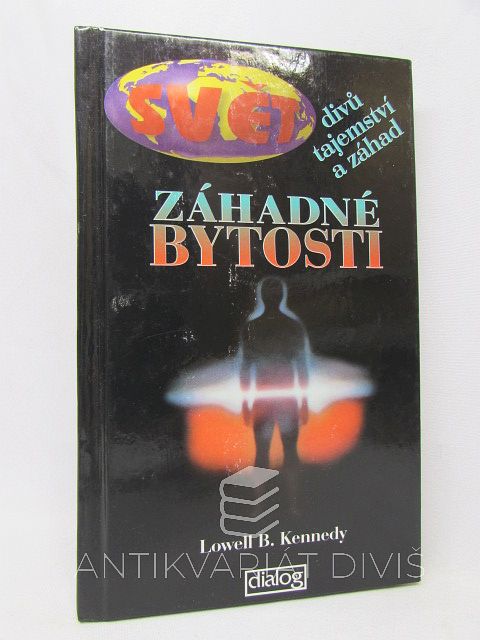 SVĚT
divů
tajemství
a záhad
ZÁHADNÉ
BYTOSTI
Lowell B. Kennedy
ANTIKVARIÁT DIVIŠ
dialog